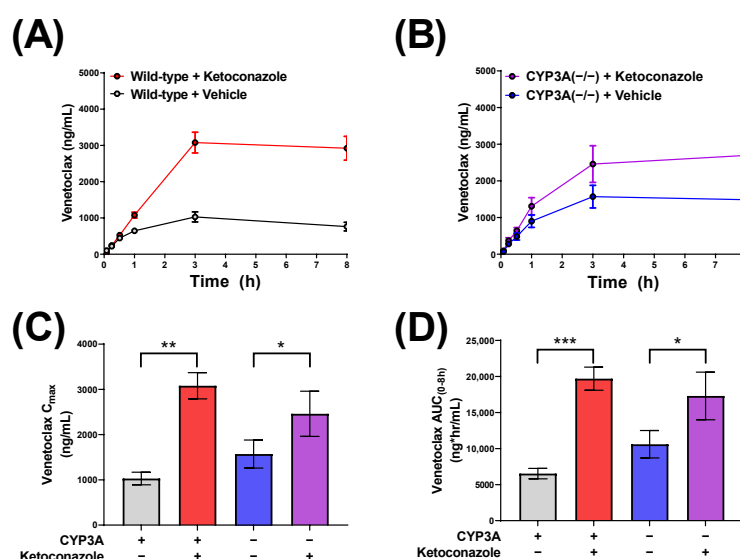 (A)
Wild-type + Ketoconazole
Wild-type + Vehicle
Venetoclax (ng/mL)
5000
4000
3000
2000
1000
0
0 1 2 3 4 5 6 7 8
Time (h)
(B)
CYP3A(−/−) + Ketoconazole
CYP3A(−/−) + Vehicle
Venetoclax (ng/mL)
5000
4000
3000
2000
1000
0
0 1 2 3 4 5 6 7
Time (h)
(C)
Venetoclax Cmax
(ng/mL)
4000
3000
2000
1000
0
** *
CYP3A + + − −
Ketoconazole − + − +
(D)
Venetoclax AUC(0-8h)
(ng*hr/mL)
25,000
20,000
15,000
10,000
5000
0
*** *
CYP3A + + − −
Ketoconazole − + − +